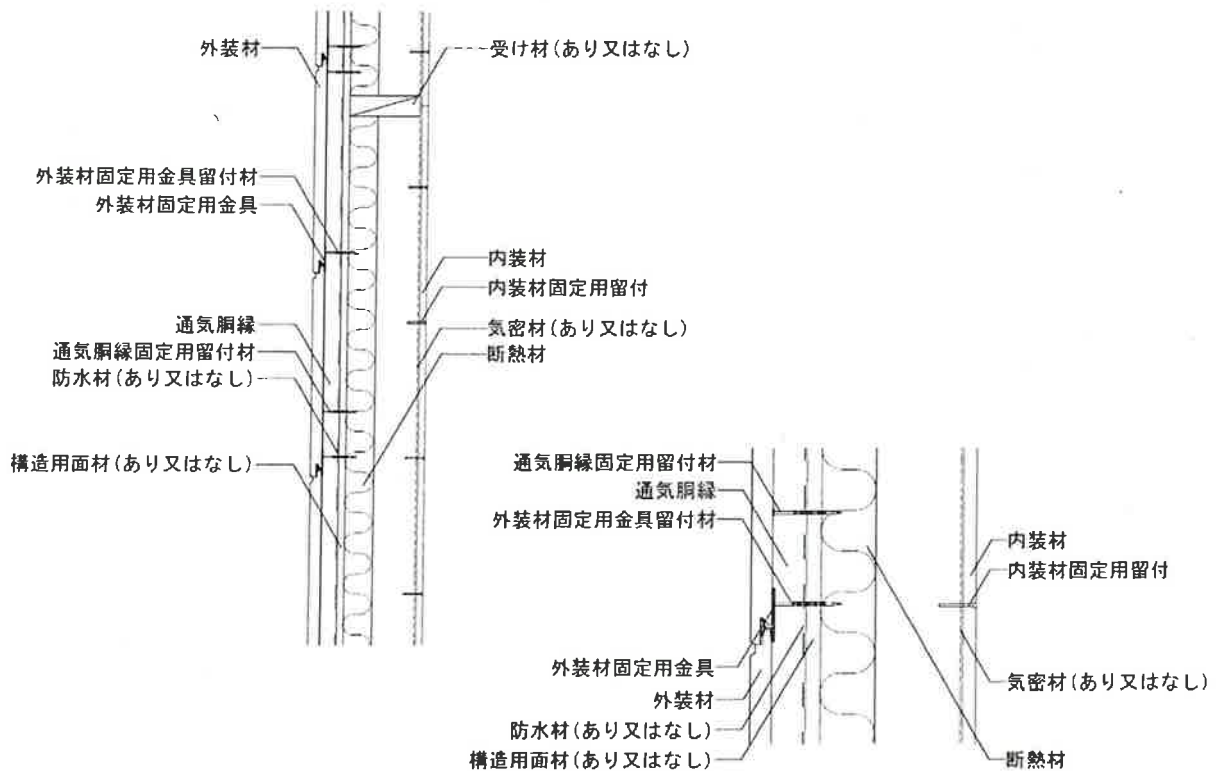 外装材
受け材(あり又はなし)
外装材固定用金具留付材
外装材固定用金具
内装材
内装材固定用留付
通気胴縁
気密材(あり又はなし)
通気胴縁固定用留付材
断熱材
防水材(あり又はなし)
構造用面材(あり又はなし)
通気胴縁固定用留付材
通気胴縁
外装材固定用金具留付材
内装材
内装材固定用留付
外装材固定用金具
気密材(あり又はなし)
外装材
防水材(あり又はなし)
構造用面材(あり又はなし)
断熱材